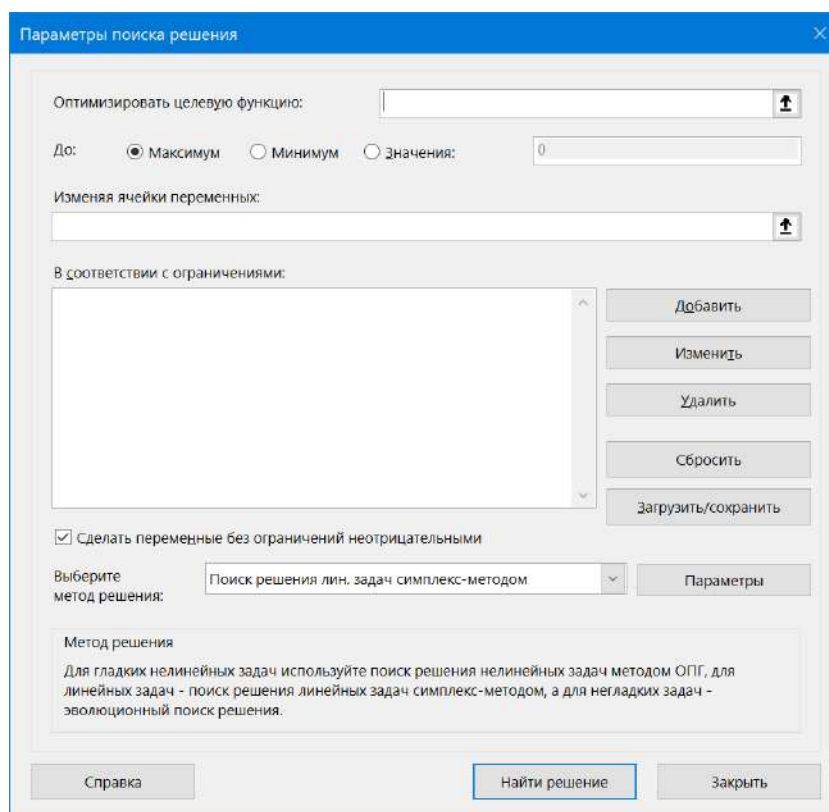 Параметры поиска решения
Оптимизировать целевую функцию:
До: Максимум Минимум Значения: 0
Изменяя ячейки переменных:
В соответствии с ограничениями:
Добавить
Изменить
Удалить
Сбросить
Загрузить/сохранить
Сделать переменные без ограничений неотрицательными
Выберите
метод решения:
Поиск решения лин. задач симплекс-методом
Параметры
Метод решения
Для гладких нелинейных задач используйте поиск решения нелинейных задач методом ОПГ, для
линейных задач - поиск решения линейных задач симплекс-методом, а для негладких задач -
эволюционный поиск решения.
Справка Найти решение Закрыть